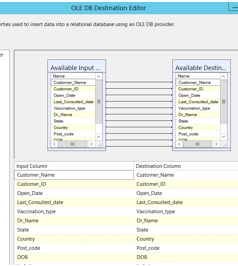 OLE DB Destination Editor
rties used to insert data into a relational database using an OLE DB provider.
Available Input ...
Name
Customer_Name
Customer_ID
Open_Date
Last_Consulted_date
Vaccination_type
Dr_Name
State
Country
Post_code
Available Destin...
Name
Customer_Name
Customer_ID
Open_Date
Last_Consulted_date
Vaccination_type
Dr_Name
State
Country
Post_code
Input Column Destination Column
Customer_Name Customer_Name
Customer_ID Customer_ID
Open_Date Open_Date
Last_Consulted_date Last_Consulted_date
Vaccination_type Vaccination_type
Dr_Name Dr_Name
State State
Country Country
Post_code Post_code
DOB DOB